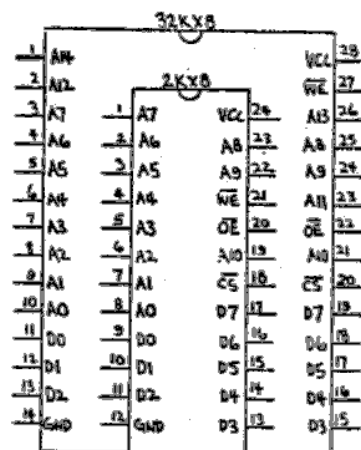 32KX8
1 A14 VCC 28
2 A12 WE 27
2KX8
3 A7 1 A7 VCC 24 A13 26
4 A6 2 A6 A8 23 A8 25
5 A5 3 A5 A9 22 A9 24
6 A4 4 A4 WE 21 A11 23
7 A3 5 A3 OE 20 OE 22
8 A2 6 A2 A10 19 A10 21
9 A1 7 A1 CS 18 CS 20
10 A0 8 A0 D7 17 D7 19
11 D0 9 D0 D6 16 D6 18
12 D1 10 D1 D5 15 D5 17
13 D2 11 D2 D4 14 D4 16
14 GND 12 GND D3 13 D3 15